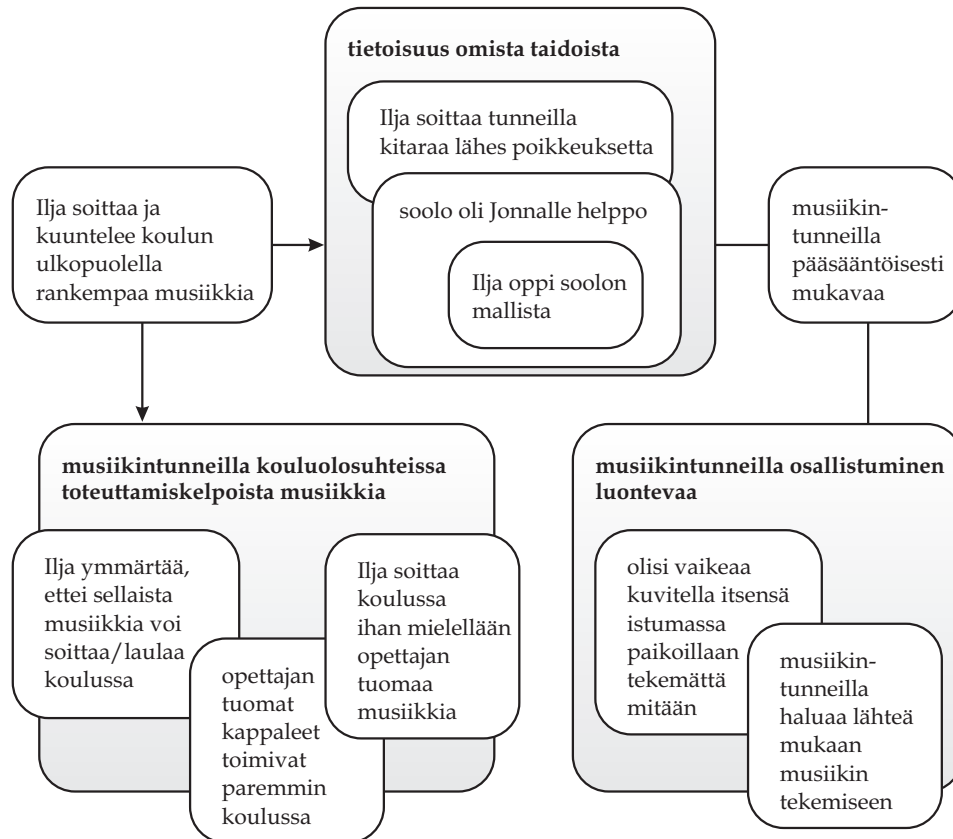 tietoisuus omista taidoista
Ilja soittaa tunneilla
kitaraa lähes poikkeuksetta
soolo oli Jonnalle helppo
Ilja oppi soolon
mallista
Ilja soittaa ja
kuuntelee koulun
ulkopuolella
rankempaa musiikkia
musiikin-
tunneilla
pääsääntöisesti
mukavaa
musiikintunneilla kouluolosuhteissa
toteuttamiskelpoista musiikkia
Ilja ymmärtää,
ettei sellaista
musiikkia voi
soittaa/laulaa
koulussa
opettajan
tuomat
kappaleet
toimivat
paremmin
koulussa
Ilja soittaa
koulussa
ihan mielellään
opettajan
tuomaa
musiikkia
musiikintunneilla osallistuminen
luontevaa
olisi vaikeaa
kuvitella itsensä
istumassa
paikoillaan
tekemättä
mitään
musiikin-
tunneilla
haluaa lähteä
mukaan
musiikin
tekemiseen